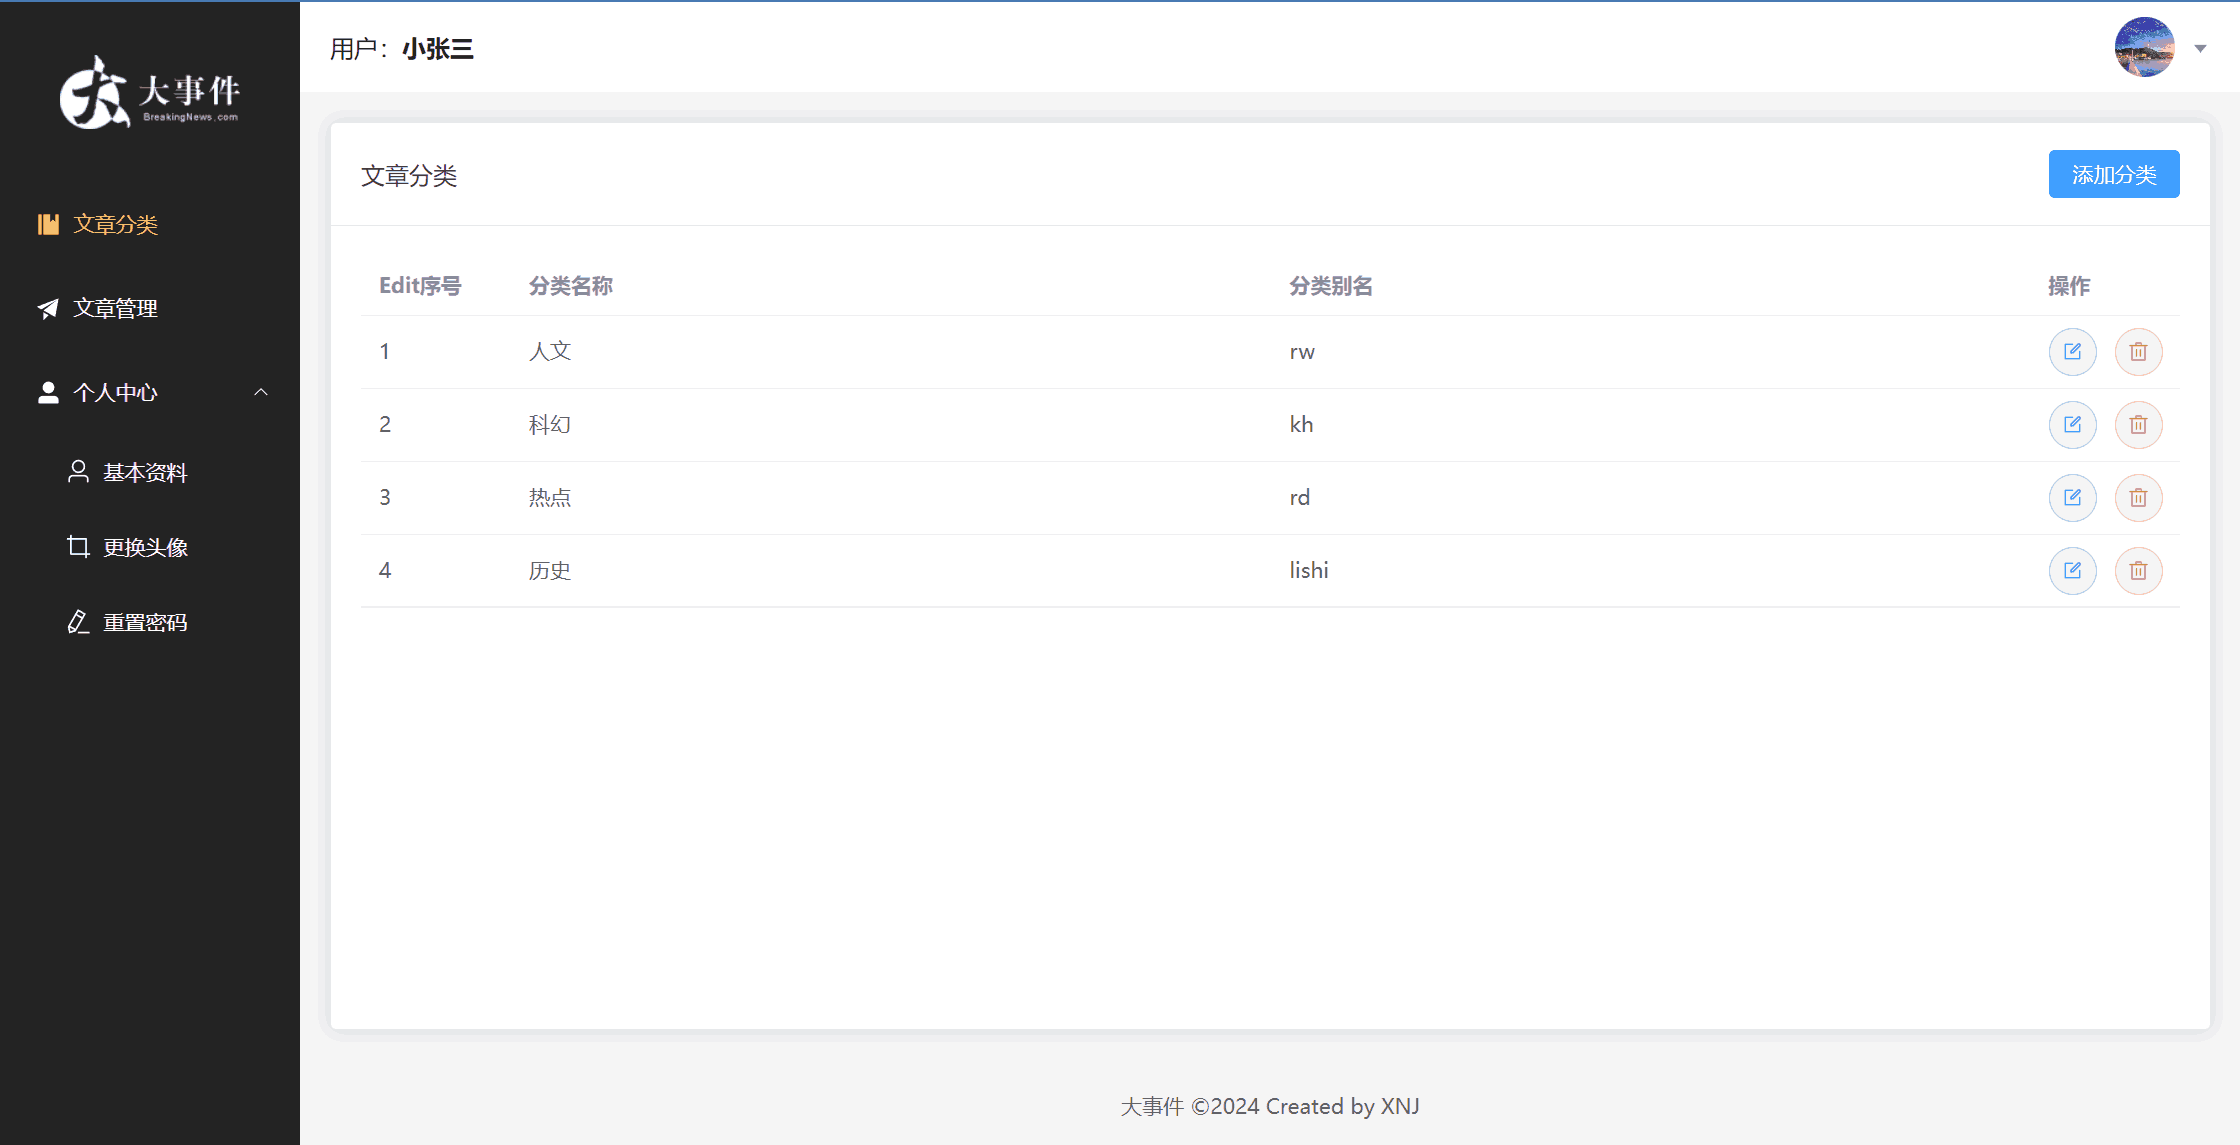 大事件
BreakingNews.com
文章分类
文章管理
个人中心
基本资料
更换头像
重置密码
用户：小张三
文章分类
添加分类
Edit序号 分类名称 分类别名 操作
1 人文 rw
2 科幻 kh
3 热点 rd
4 历史 lishi
大事件 ©2024 Created by XNJ